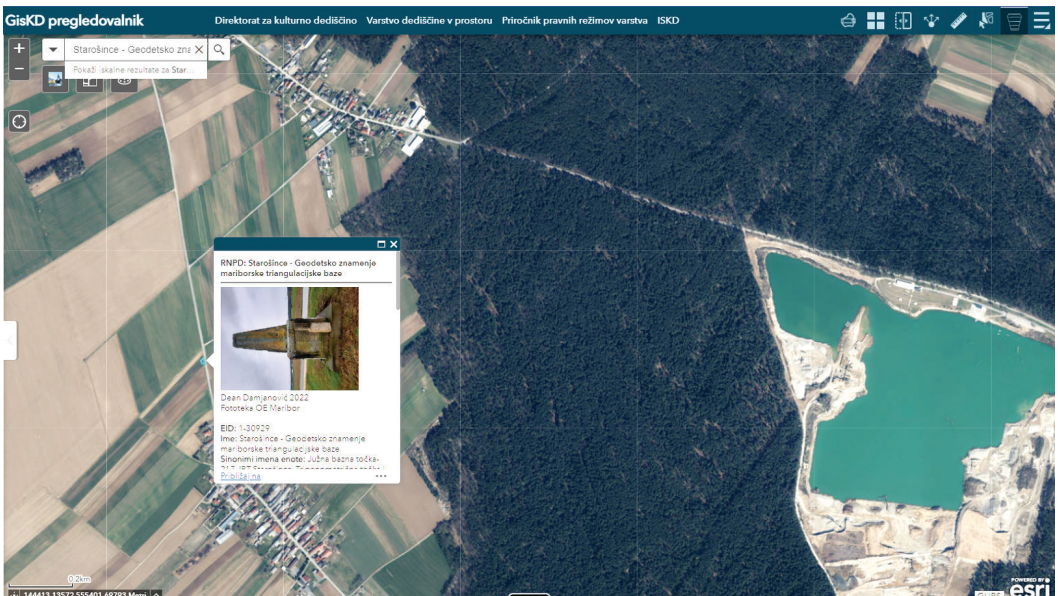 GisKD pregledovalnik
Direktorat za kulturno dediščino Varstvo dediščine v prostoru Priročnik pravnih režimov varstva ISKD
+
Starošince - Geodetsko zna
Pokaži iskalne rezultate za Star...
−
RNPD: Starošince - Geodetsko znamenje
mariborske triangulacijske baze
Dean Damjanović 2022
Fototeka OE Maribor
EID: 1-30929
Ime: Starošince - Geodetsko znamenje
mariborske triangulacijske baze
Sinonimi imena enote: Južna bazna točka-
Približaj na
...
0.2km
144413.13572 555401.69793 Metri
GURS
POWERED BY
esri